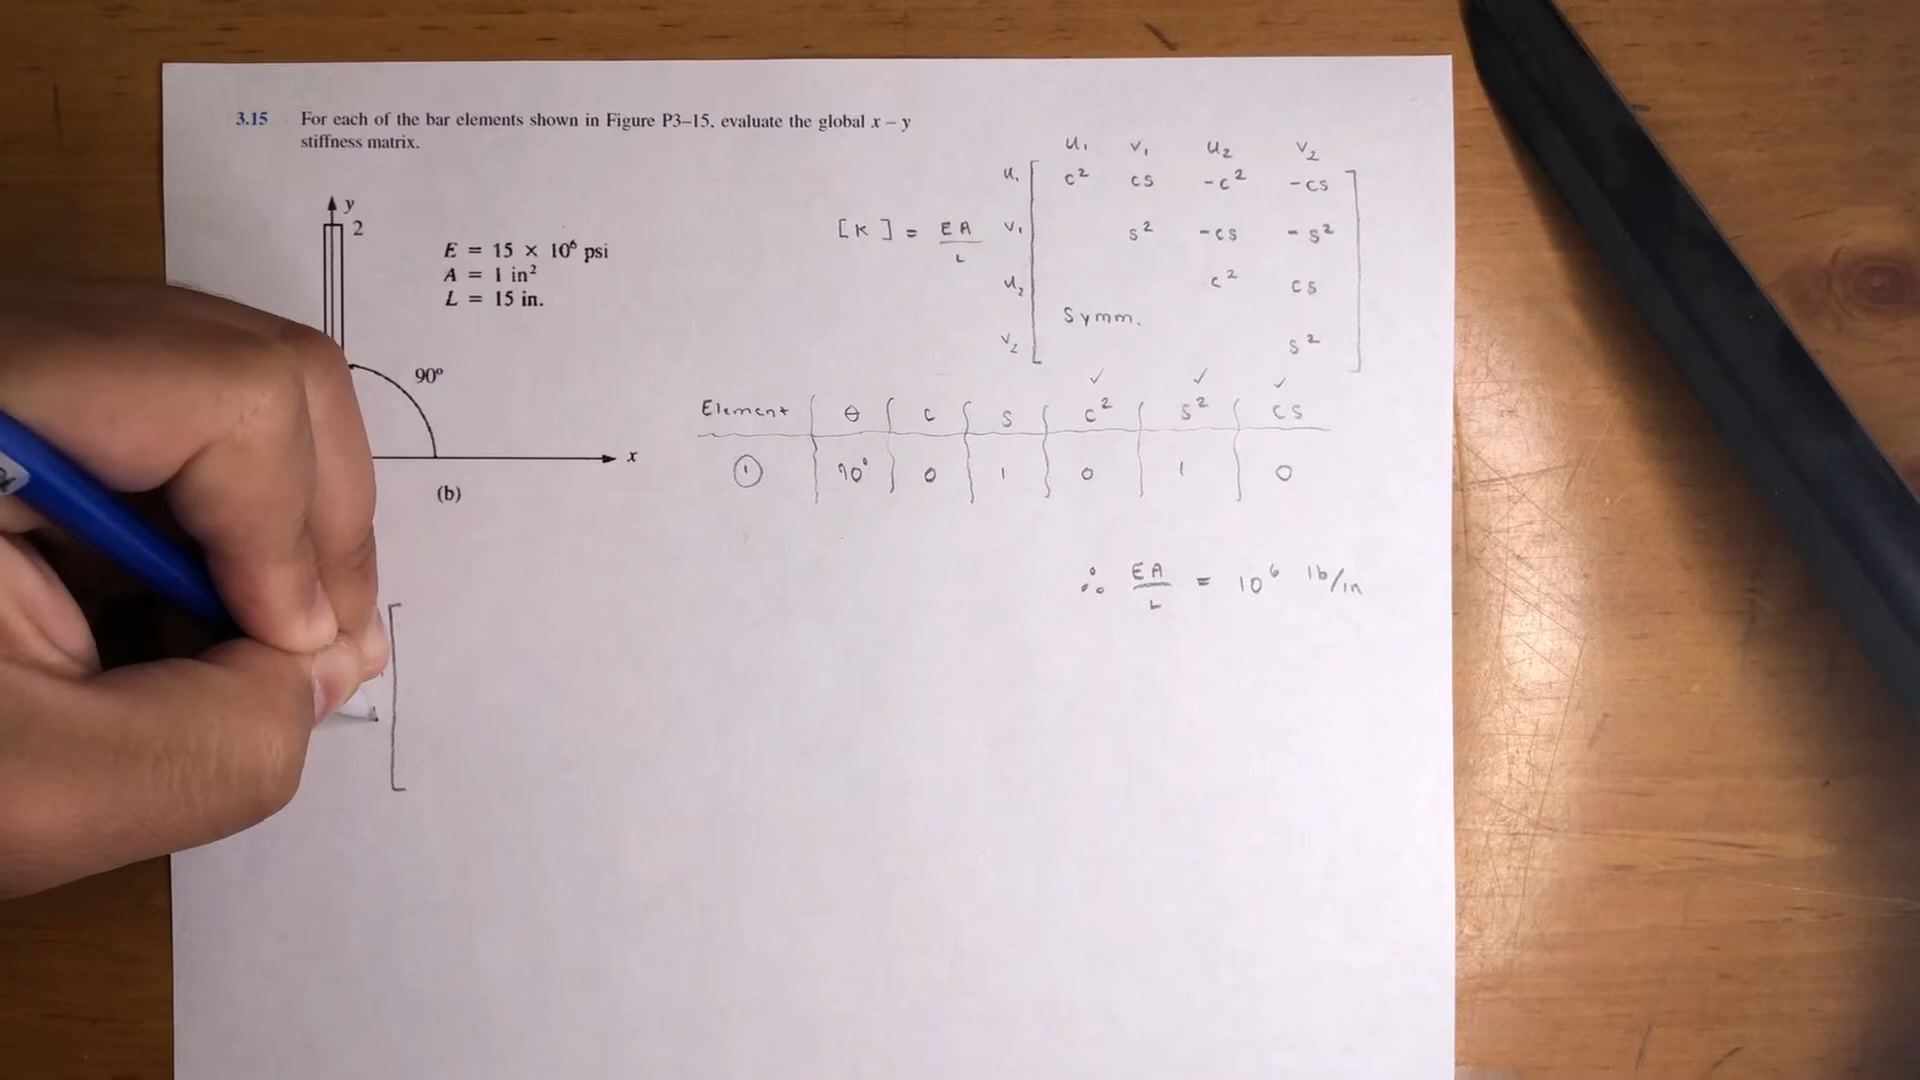 3.15 For each of the bar elements shown in Figure P3–15, evaluate the global x – y
stiffness matrix.
y
2
E = 15 × 10⁶ psi
A = 1 in²
L = 15 in.
90°
x
(b)
u₁ v₁ u₂ v₂
u₁ c² cs -c² -cs
[K] = EA/L v₁ s² -cs -s²
u₂ c² cs
Symm.
v₂ s²
✓ ✓ ✓
Element θ C S C² S² CS
① 90° 0 1 0 1 0
∴ EA/L = 10⁶ lb/in